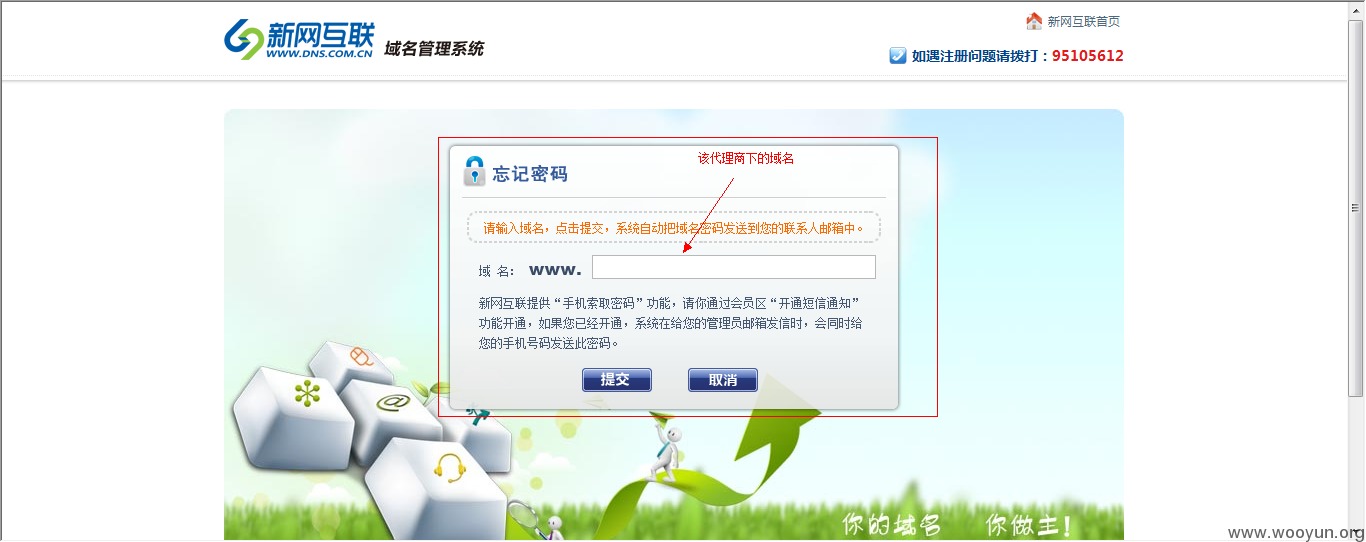 新网互联首页
新网互联
WWW.DNS.COM.CN
域名管理系统
如遇注册问题请拨打：95105612
该代理商下的域名
忘记密码
请输入域名，点击提交，系统自动把域名密码发送到您的联系人邮箱中。
域 名： www.
新网互联提供“手机索取密码”功能，请你通过会员区“开通短信通知”
功能开通，如果您已经开通，系统在给您的管理员邮箱发信时，会同时给
您的手机号码发送此密码。
提交 取消
@
你的域名 你做主!
www.wooyun.org